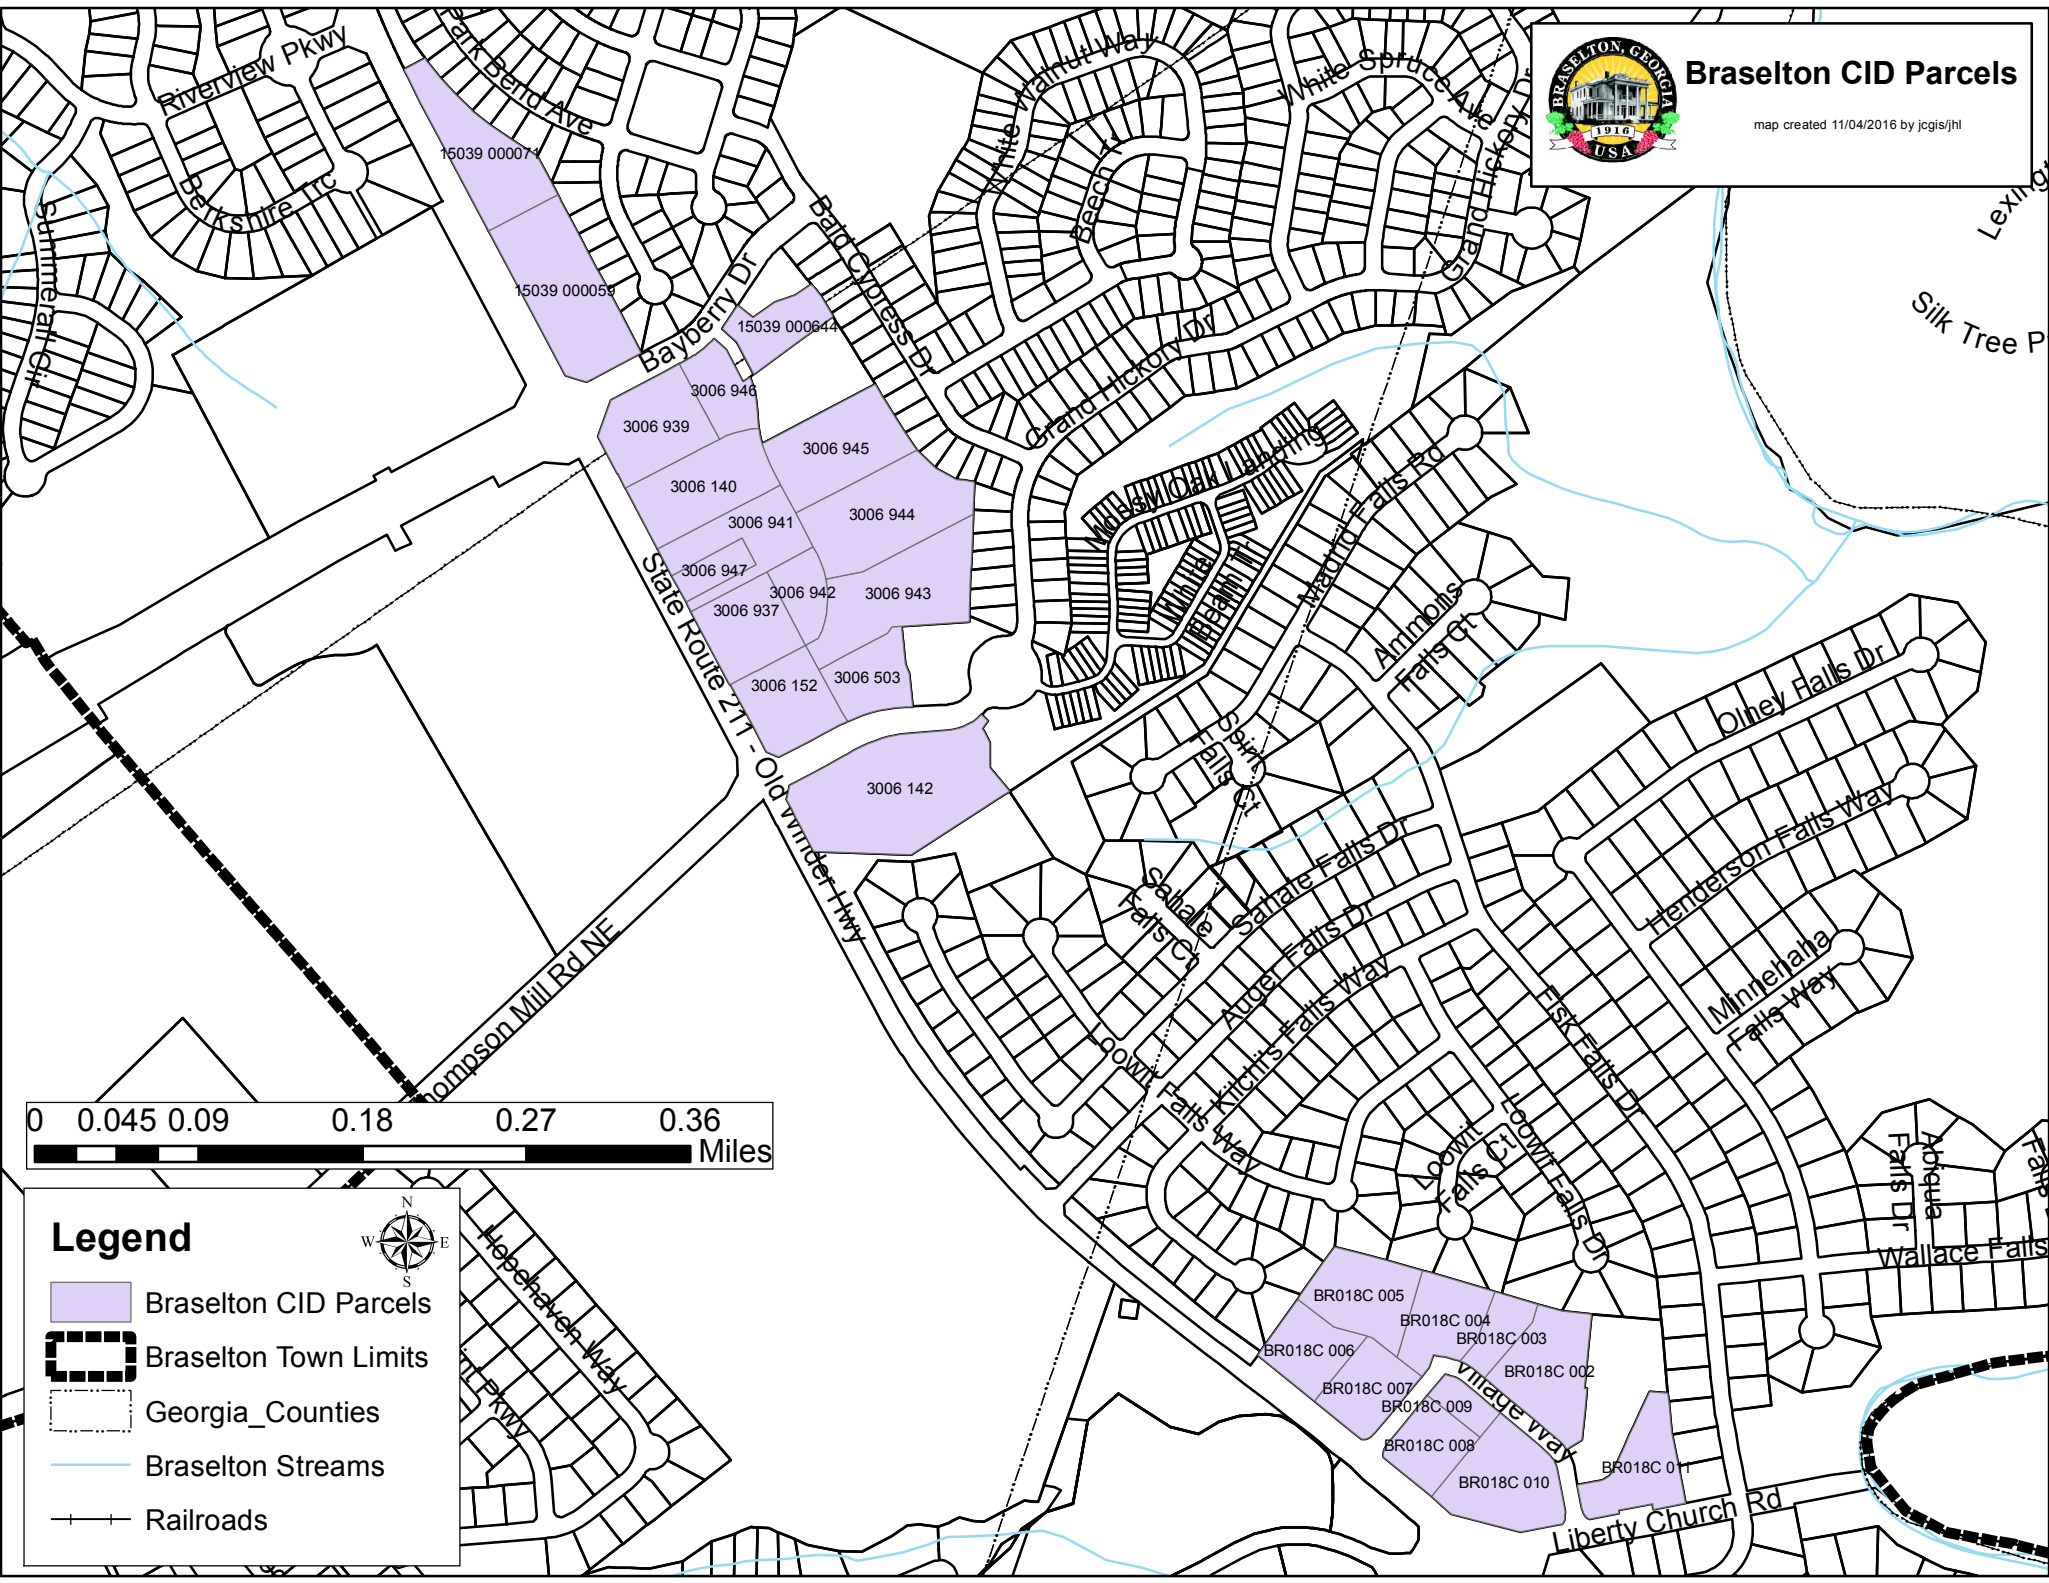 Braselton CID Parcels
map created 11/04/2016 by jcgis/jhl
BRASELTON, GEORGIA
1916
USA
Riverview Pkwy
Park Bend Ave
Berkshire Trc
Summerall Cir
Bayberry Dr
Bald Cypress Dr
White Walnut Way
Beech Tr
White Spruce Ave
Grand Hickory Dr
Grand Hickory Dr
Silk Tree P
15039 000071
15039 000059
15039 000644
3006 946
3006 939
3006 945
3006 140
3006 944
3006 941
3006 947
3006 942
3006 943
3006 937
3006 503
3006 152
3006 142
Mossy Oak Landing
White
Beam Tr
Madrid Falls Rd
Ammons
Falls Ct
Spirit
Falls Ct
State Route 211 - Old Winder Hwy
Olney Falls Dr
Henderson Falls Way
Minnehaha
Falls Way
Sahale
Falls Ct
Sahale Falls Dr
Auger Falls Dr
Kilchis Falls Way
Loowit Falls Way
Fisk Falls Dr
Loowit
Falls Ct
Loowit Falls Dr
Abiqua
Falls Dr
Wallace Falls
hompson Mill Rd NE
0 0.045 0.09 0.18 0.27 0.36
Miles
Legend
N
W E
S
Braselton CID Parcels
Braselton Town Limits
Georgia_Counties
Braselton Streams
Railroads
Hopehaven Way
nt Pkwy
BR018C 005
BR018C 004
BR018C 003
BR018C 006
BR018C 002
BR018C 007
BR018C 009
BR018C 008
BR018C 010
BR018C 011
Village Way
Liberty Church Rd